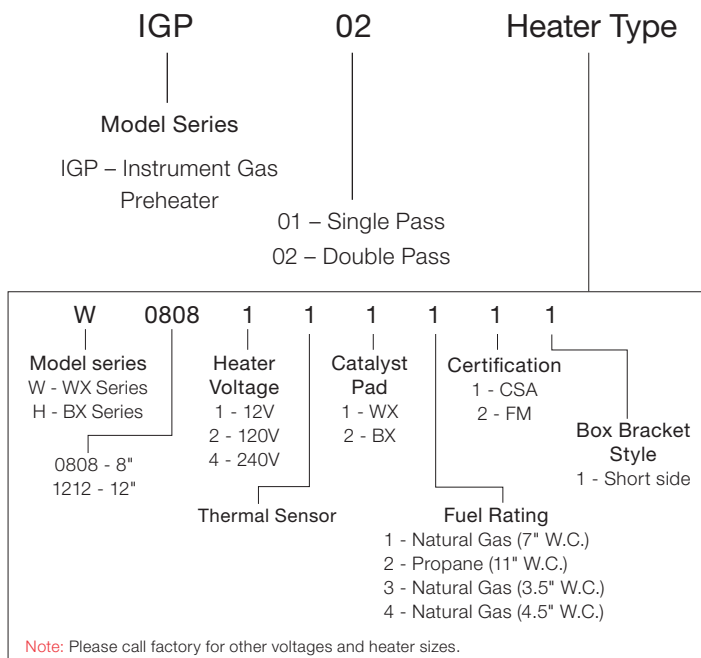 IGP 02 Heater Type
Model Series
IGP – Instrument Gas
Preheater
01 – Single Pass
02 – Double Pass
W 0808 1 1 1 1 1 1
Model series
W - WX Series
H - BX Series
0808 - 8"
1212 - 12"
Heater
Voltage
1 - 12V
2 - 120V
4 - 240V
Thermal Sensor
Catalyst
Pad
1 - WX
2 - BX
Fuel Rating
1 - Natural Gas (7" W.C.)
2 - Propane (11" W.C.)
3 - Natural Gas (3.5" W.C.)
4 - Natural Gas (4.5" W.C.)
Certification
1 - CSA
2 - FM
Box Bracket
Style
1 - Short side
Note: Please call factory for other voltages and heater sizes.